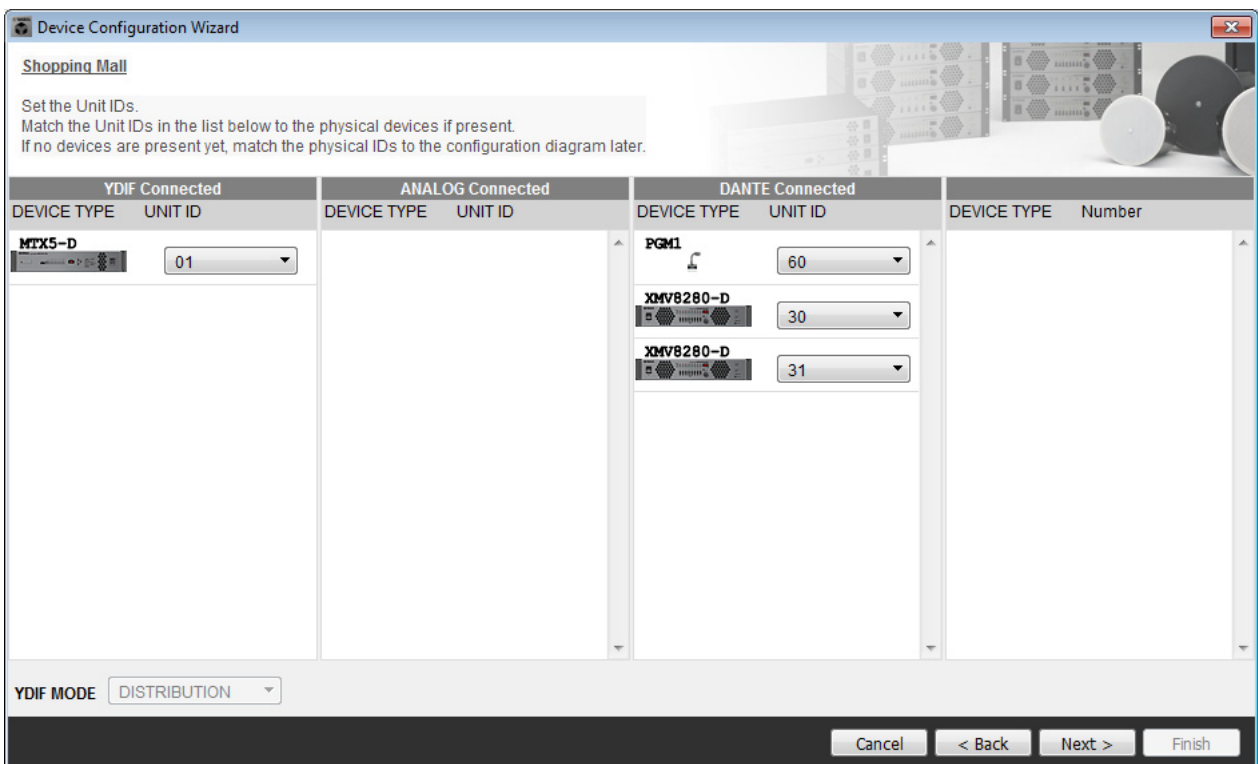 Device Configuration Wizard
Shopping Mall
Set the Unit IDs.
Match the Unit IDs in the list below to the physical devices if present.
If no devices are present yet, match the physical IDs to the configuration diagram later.
YDIF Connected
DEVICE TYPE UNIT ID
MTX5-D
01
ANALOG Connected
DEVICE TYPE UNIT ID
DANTE Connected
DEVICE TYPE UNIT ID
PGM1
60
XMV8280-D
30
XMV8280-D
31
DEVICE TYPE Number
YDIF MODE DISTRIBUTION
Cancel < Back Next > Finish